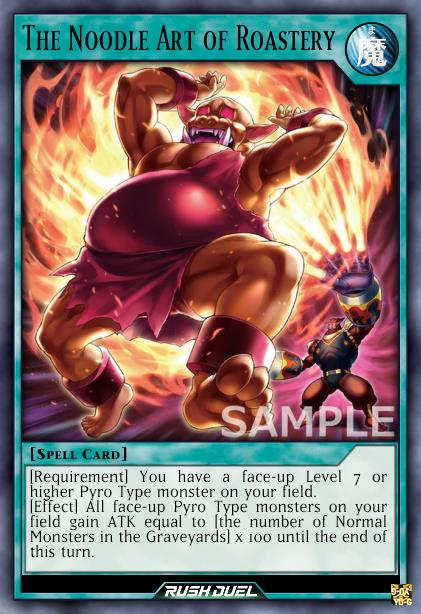 The Noodle Art of Roastery
ま
魔
SAMPLE
[Spell Card]
[Requirement] You have a face-up Level 7 or
higher Pyro Type monster on your field.
[Effect] All face-up Pyro Type monsters on your
field gain ATK equal to [the number of Normal
Monsters in the Graveyards] x 100 until the end of
this turn.
RUSH DUEL